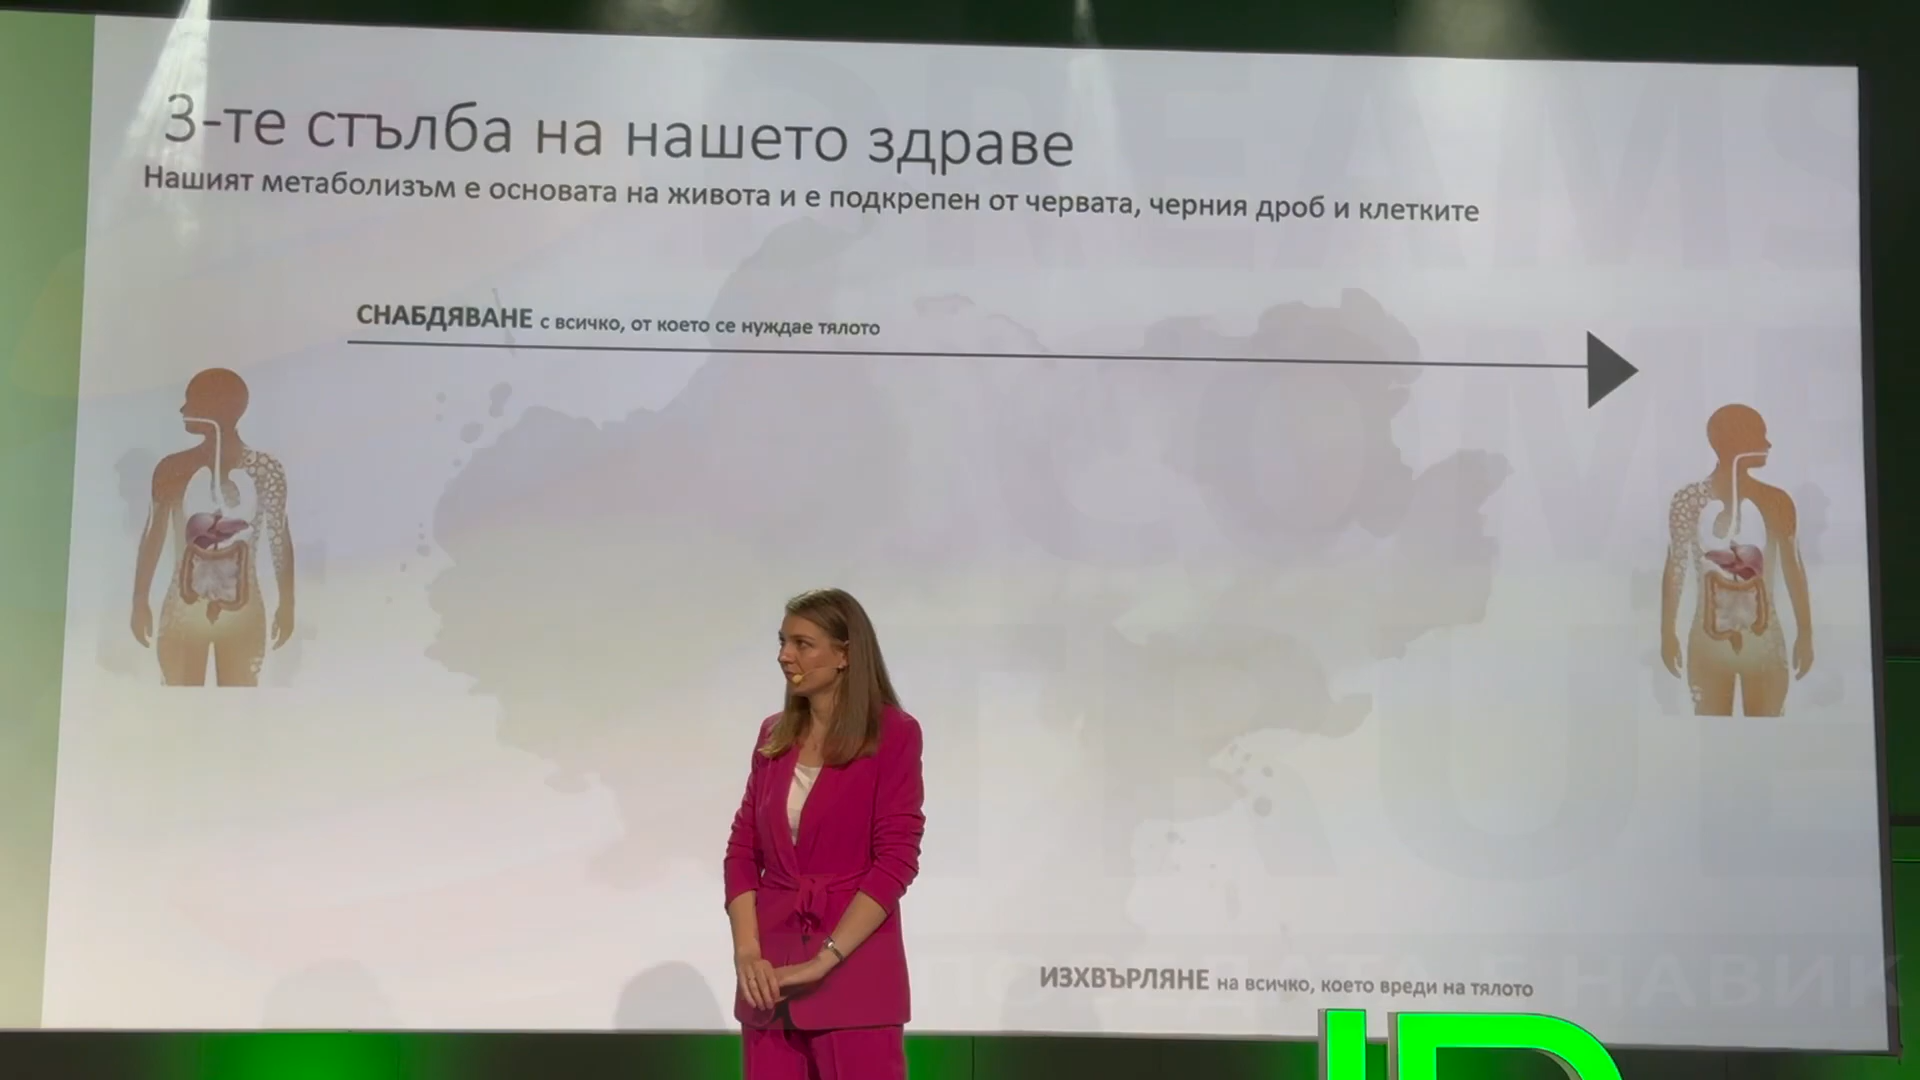 3-те стълба на нашето здраве
Нашият метаболизъм е основата на живота и е подкрепен от червата, черния дроб и клетките
СНАБДЯВАНЕ с всичко, от което се нуждае тялото
ИЗХВЪРЛЯНЕ на всичко, което вреди на тялото